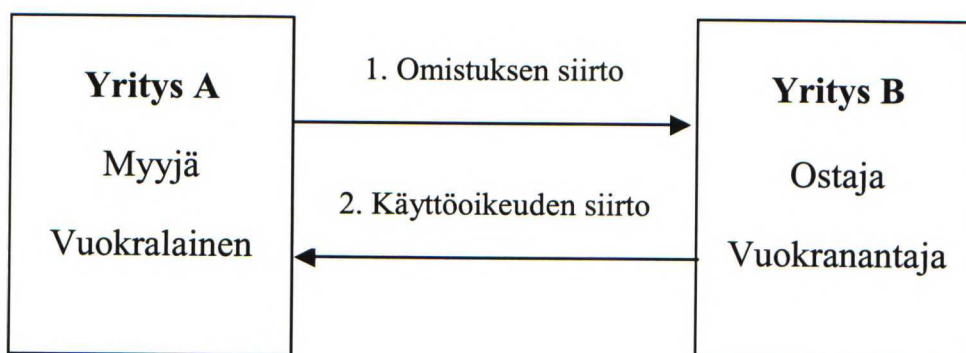 Yritys A
Myyjä
Vuokralainen
1. Omistuksen siirto
2. Käyttöoikeuden siirto
Yritys B
Ostaja
Vuokranantaja